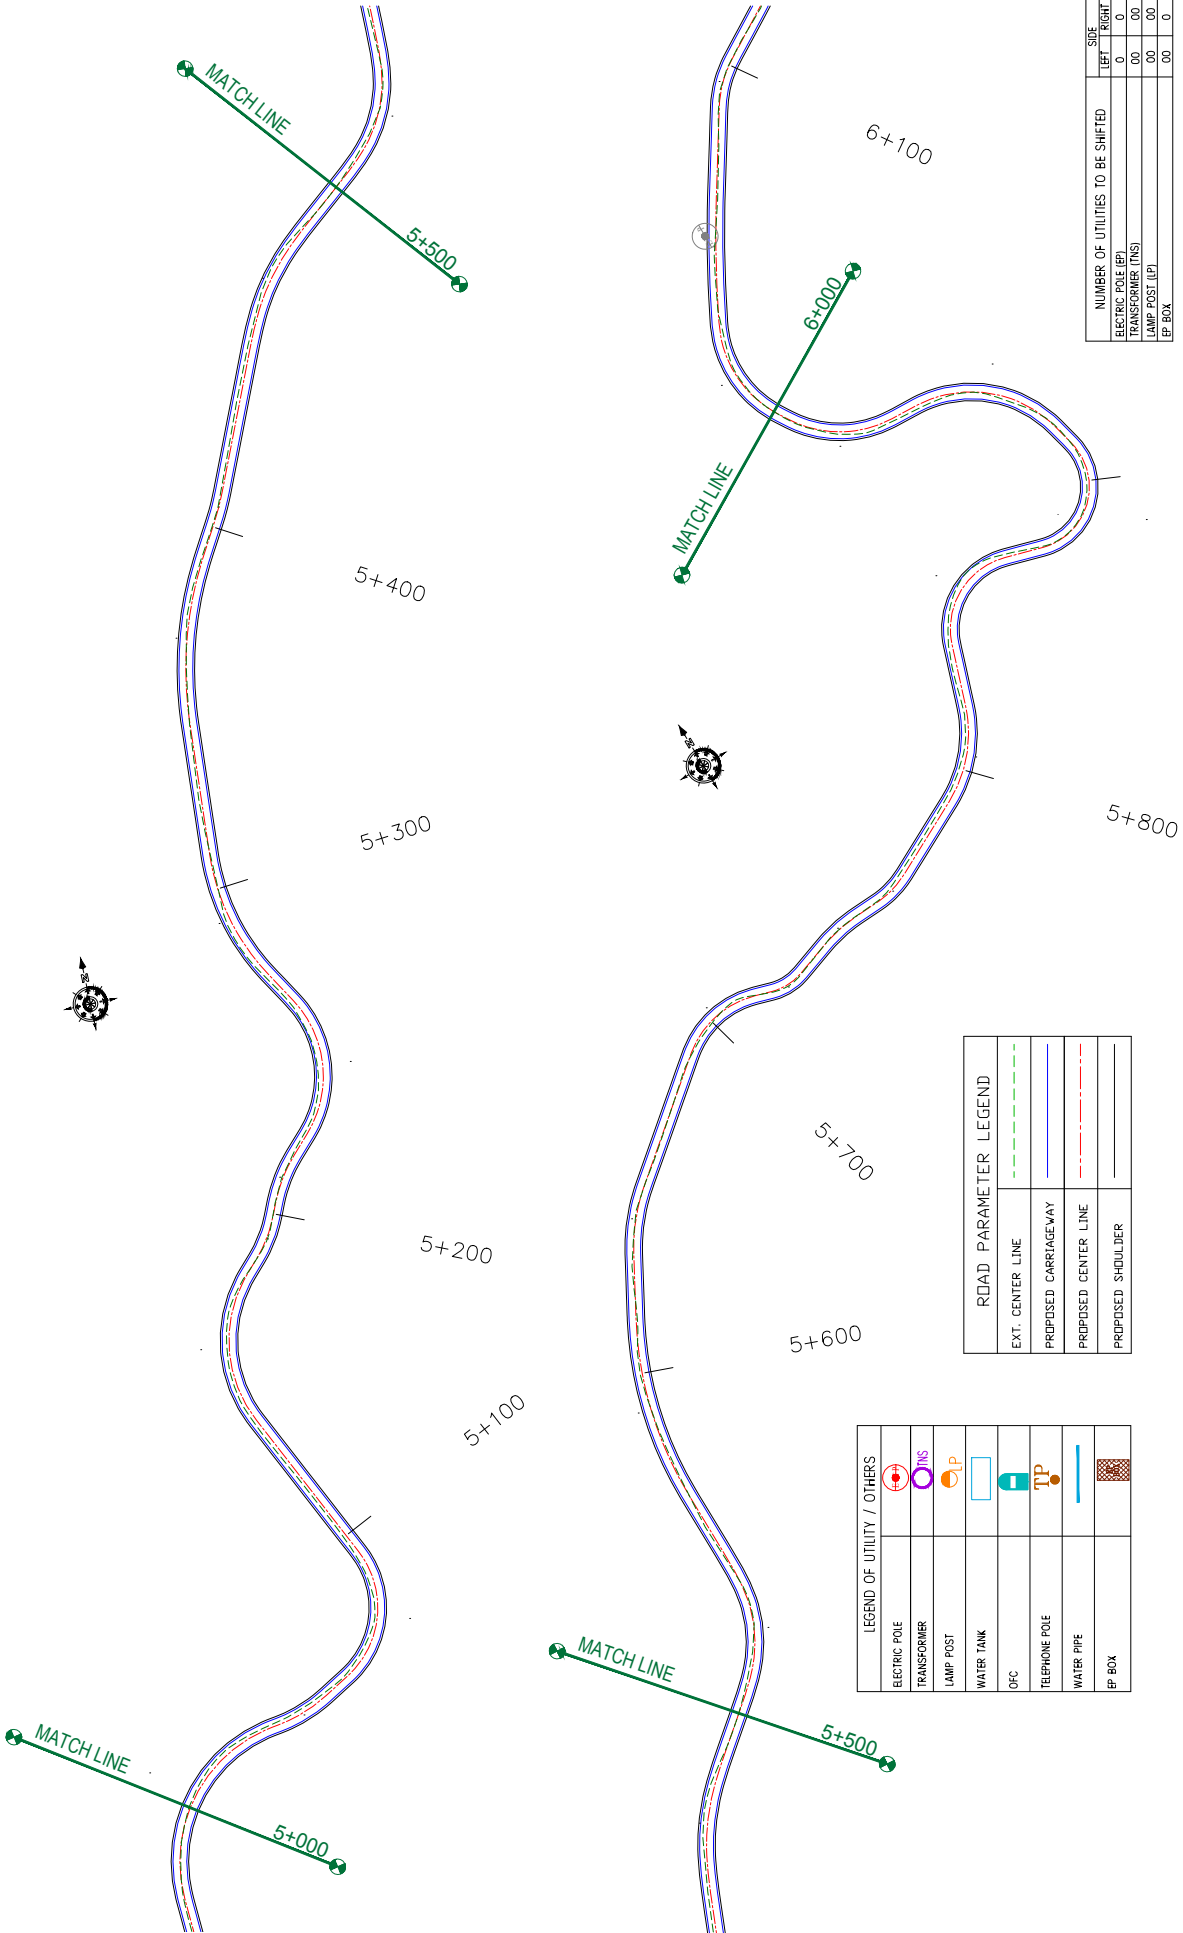 MATCH LINE
5+500
5+400
5+300
N
5+200
5+100
MATCH LINE
5+000
6+100
6+000
MATCH LINE
N
5+800
5+700
5+600
MATCH LINE
5+500
NUMBER OF UTILITIES TO BE SHIFTED
SIDE
LEFT RIGHT
ELECTRIC POLE (EP) 0 0
TRANSFORMER (TNS) 00 00
LAMP POST (LP) 00 00
EP BOX 00 0
ROAD PARAMETER LEGEND
EXT. CENTER LINE
PROPOSED CARRIAGEWAY
PROPOSED CENTER LINE
PROPOSED SHOULDER
LEGEND OF UTILITY / OTHERS
ELECTRIC POLE
TRANSFORMER TNS
LAMP POST LP
WATER TANK
OFC
TELEPHONE POLE TP
WATER PIPE
EP BOX